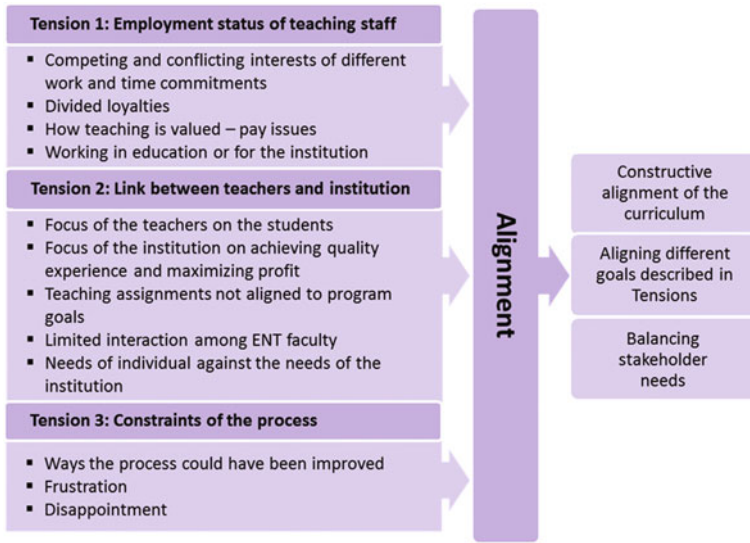 Tension 1: Employment status of teaching staff
▪ Competing and conflicting interests of different
work and time commitments
▪ Divided loyalties
▪ How teaching is valued – pay issues
▪ Working in education or for the institution
Tension 2: Link between teachers and institution
▪ Focus of the teachers on the students
▪ Focus of the institution on achieving quality
experience and maximizing profit
▪ Teaching assignments not aligned to program
goals
▪ Limited interaction among ENT faculty
▪ Needs of individual against the needs of the
institution
Tension 3: Constraints of the process
▪ Ways the process could have been improved
▪ Frustration
▪ Disappointment
Alignment
Constructive
alignment of the
curriculum
Aligning different
goals described in
Tensions
Balancing
stakeholder
needs